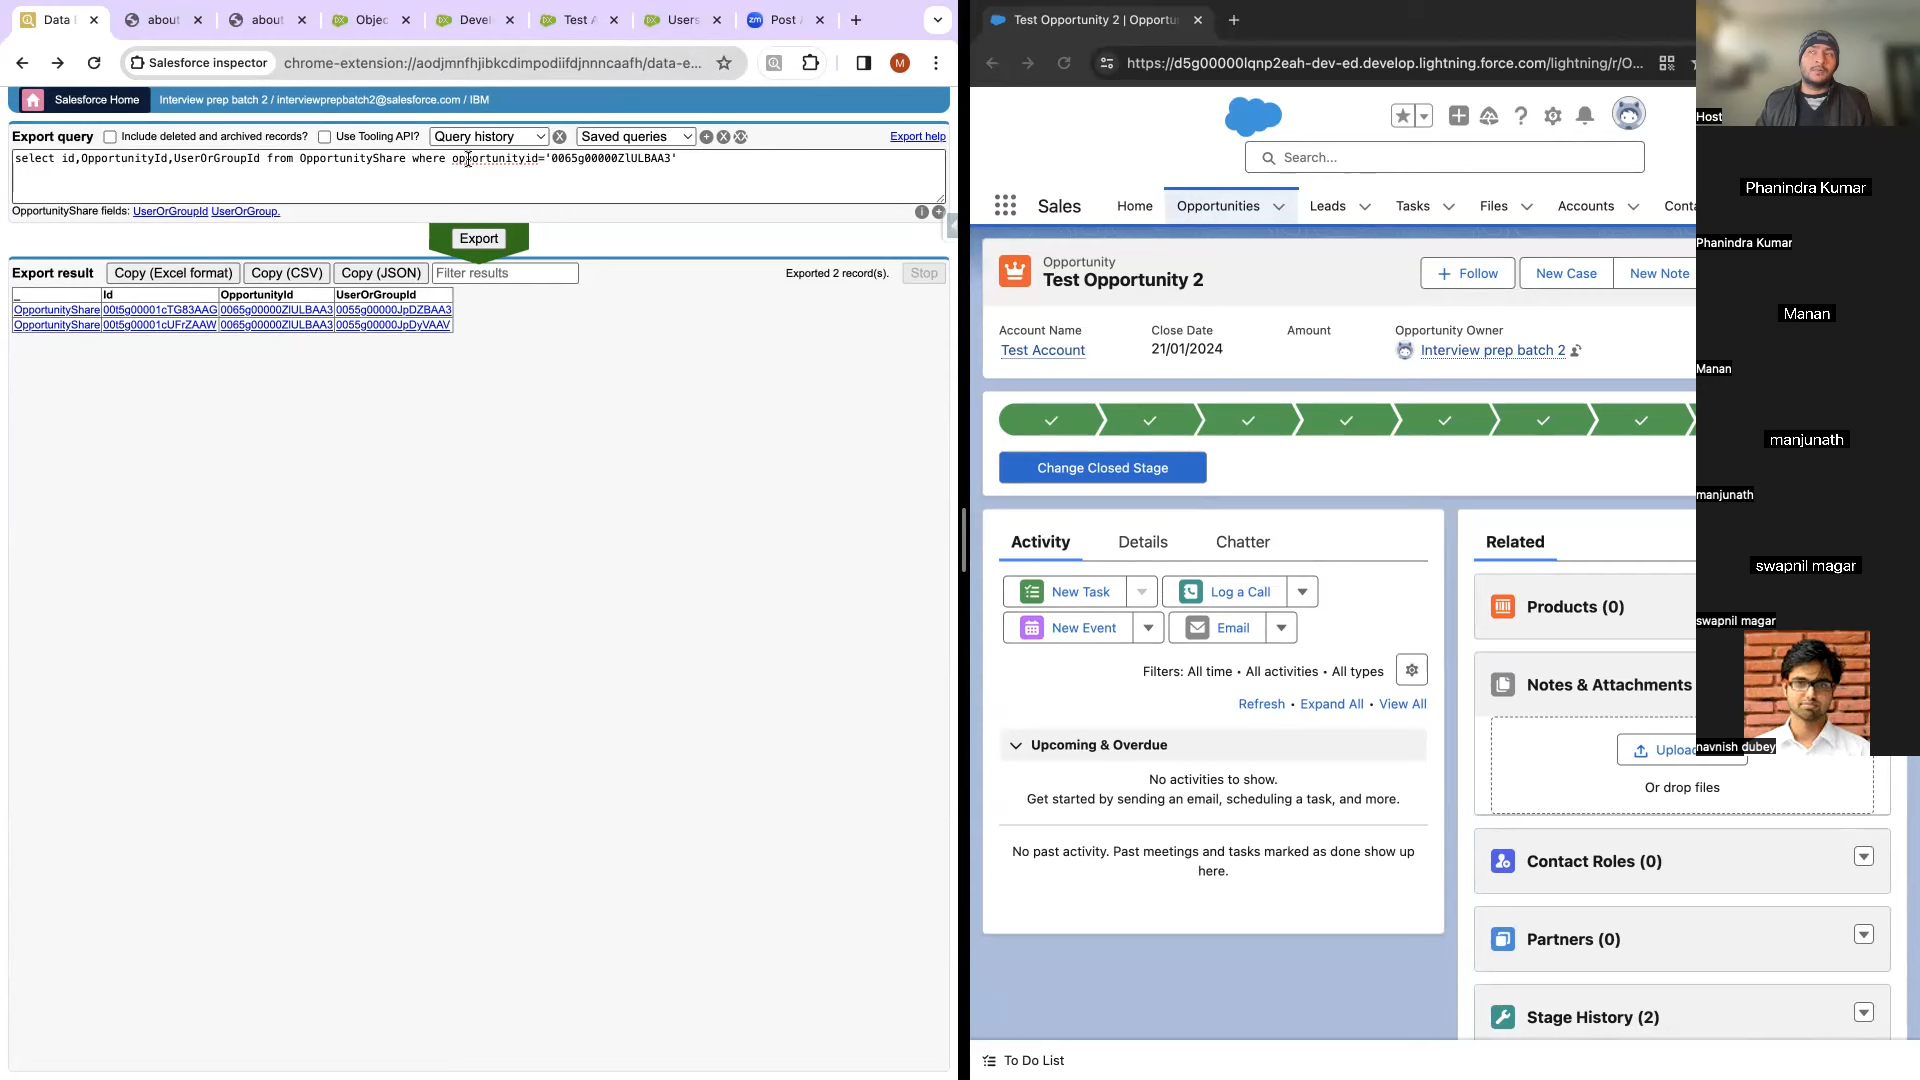 Data E
about
about
Objec
Devel
Test A
Users
zm
Post A
Salesforce inspector
chrome-extension://aodjmnfhjibkcdimpodiifdjnnncaafh/data-e...
M
Salesforce Home
Interview prep batch 2 / interviewprepbatch2@salesforce.com / IBM
Export query
Include deleted and archived records?
Use Tooling API?
Query history
Saved queries
Export help
select id,OpportunityId,UserOrGroupId from OpportunityShare where opportunityid='0065g00000ZlULBAA3'
OpportunityShare fields: UserOrGroupId UserOrGroup.
Export
Export result
Copy (Excel format)
Copy (CSV)
Copy (JSON)
Filter results
Exported 2 record(s).
Stop
_ Id OpportunityId UserOrGroupId
OpportunityShare 00t5g00001cTG83AAG 0065g00000ZlULBAA3 0055g00000JpDZBAA3
OpportunityShare 00t5g00001cUFrZAAW 0065g00000ZlULBAA3 0055g00000JpDyVAAV
Test Opportunity 2 | Opportu
https://d5g00000lqnp2eah-dev-ed.develop.lightning.force.com/lightning/r/O...
Search...
Sales
Home
Opportunities
Leads
Tasks
Files
Accounts
Conta
Opportunity
Test Opportunity 2
Follow
New Case
New Note
Account Name
Close Date
Amount
Opportunity Owner
Test Account
21/01/2024
Interview prep batch 2
Change Closed Stage
Activity
Details
Chatter
New Task
Log a Call
New Event
Email
Filters: All time • All activities • All types
Refresh • Expand All • View All
Upcoming & Overdue
No activities to show.
Get started by sending an email, scheduling a task, and more.
No past activity. Past meetings and tasks marked as done show up
here.
Related
Products (0)
Notes & Attachments
Upload
Or drop files
Contact Roles (0)
Partners (0)
Stage History (2)
To Do List
Host
Phanindra Kumar
Phanindra Kumar
Manan
Manan
manjunath
manjunath
swapnil magar
swapnil magar
navnish dubey